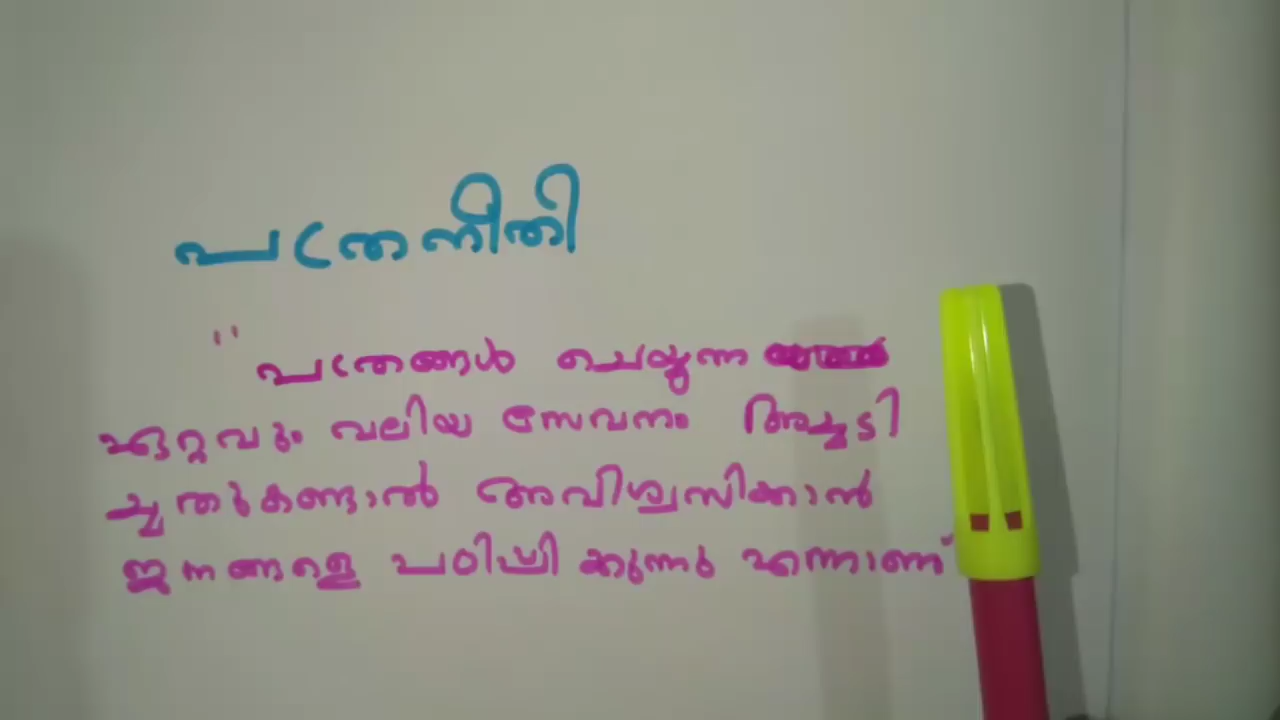 പത്രനീതി
" പത്രങ്ങൾ ചെയ്യുന്ന
ഏറ്റവും വലിയ സേവനം അച്ചടി
ച്ചതുകണ്ടാൽ അവിശ്വസിക്കാൻ
ജനങ്ങളെ പഠിപ്പിക്കുന്നു എന്നാണ്